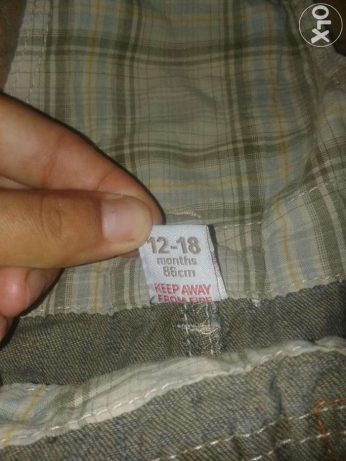 OLX
12-18
months
86cm
KEEP AWAY
FROM FIRE